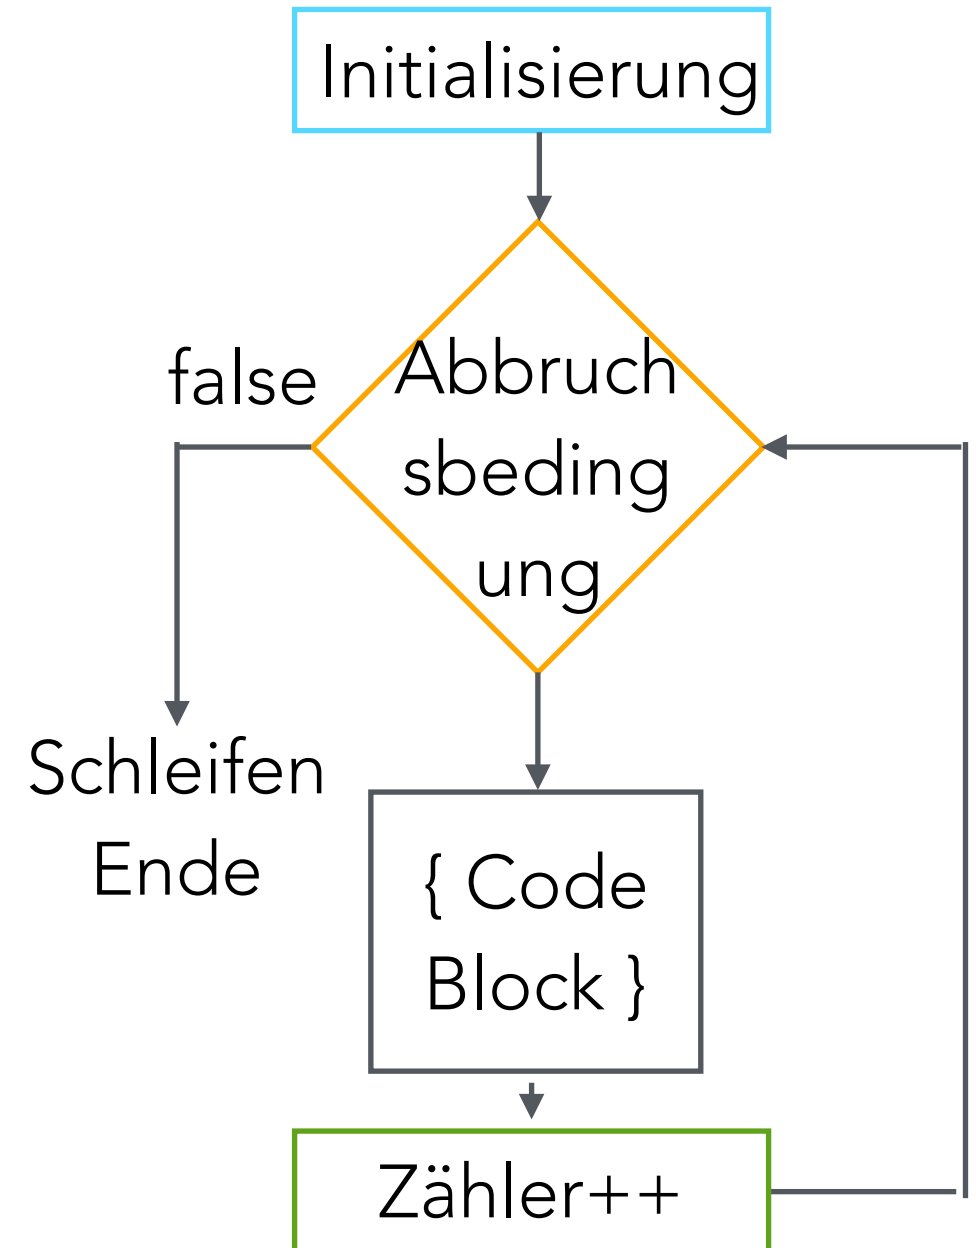 Initialisierung
false
Abbruch
sbeding
ung
Schleifen
Ende
{ Code
Block }
Zähler++